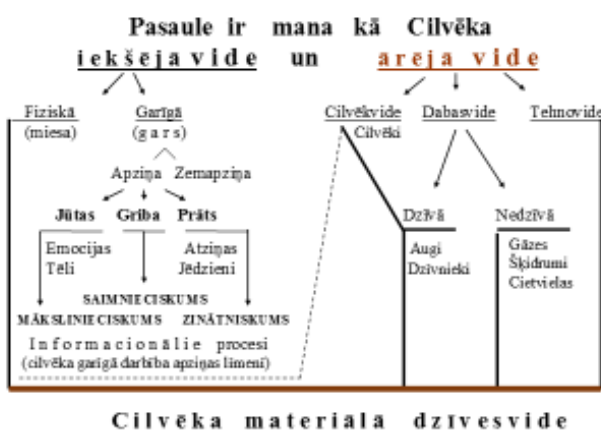 Pasaule ir mana kā Cilvēka
iekšējā vide un ārējā vide
Fiziskā Garīgā Cilvēkvide Dabasvide Tehnovide
(miesa) (gars) Cilvēki
Apziņa Zemapziņa
Jūtas Griba Prāts Dzīvā Nedzīvā
Emocijas Atziņas Augi Gāzes
Tēli Jēdzieni Dzīvnieki Šķidrumi
Cietvielas
SAIMNIECISKUMS
MĀKSLINIECISKUMS ZINĀTNISKUMS
Informacionālie procesi
(cilvēka garīgā darbība apziņas līmenī)
Cilvēka materiālā dzīvesvide